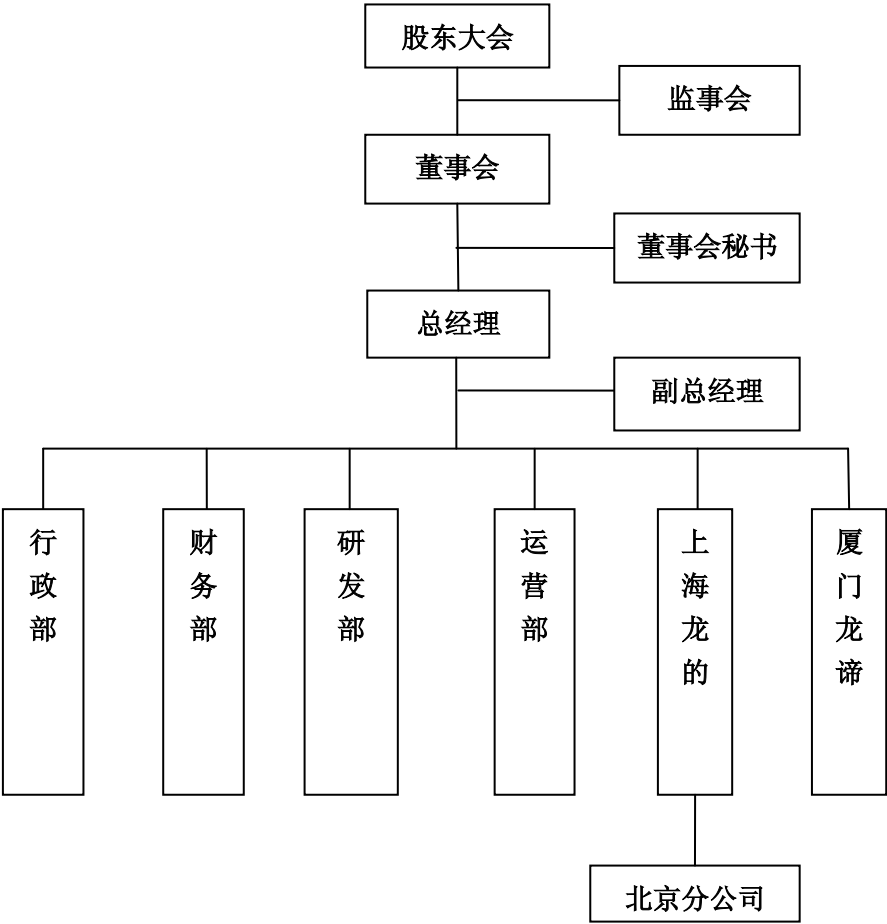 股东大会
监事会
董事会
董事会秘书
总经理
副总经理
行政部
财务部
研发部
运营部
上海龙的
厦门龙谛
北京分公司